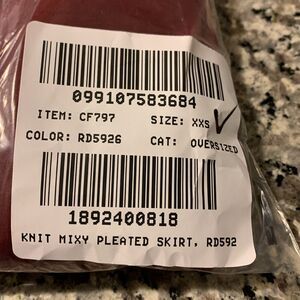 099107583684
ITEM: CF797 SIZE: XXS
COLOR: RD5926 CAT: OVERSIZED
1892400818
KNIT MIXY PLEATED SKIRT, RD592